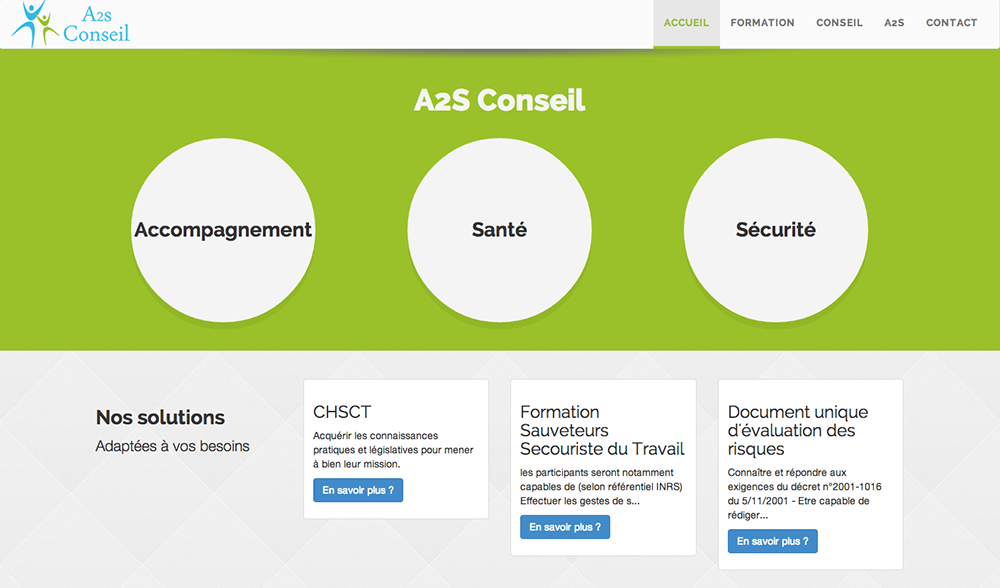 A2s
Conseil
ACCUEIL
FORMATION
CONSEIL
A2S
CONTACT
A2S Conseil
Accompagnement
Santé
Sécurité
Nos solutions
Adaptées à vos besoins
CHSCT
Acquérir les connaissances
pratiques et législatives pour mener
à bien leur mission.
En savoir plus ?
Formation
Sauveteurs
Secouriste du Travail
les participants seront notamment
capables de (selon référentiel INRS)
Effectuer les gestes de s...
En savoir plus ?
Document unique
d'évaluation des
risques
Connaître et répondre aux
exigences du décret n°2001-1016
du 5/11/2001 - Etre capable de
rédiger...
En savoir plus ?